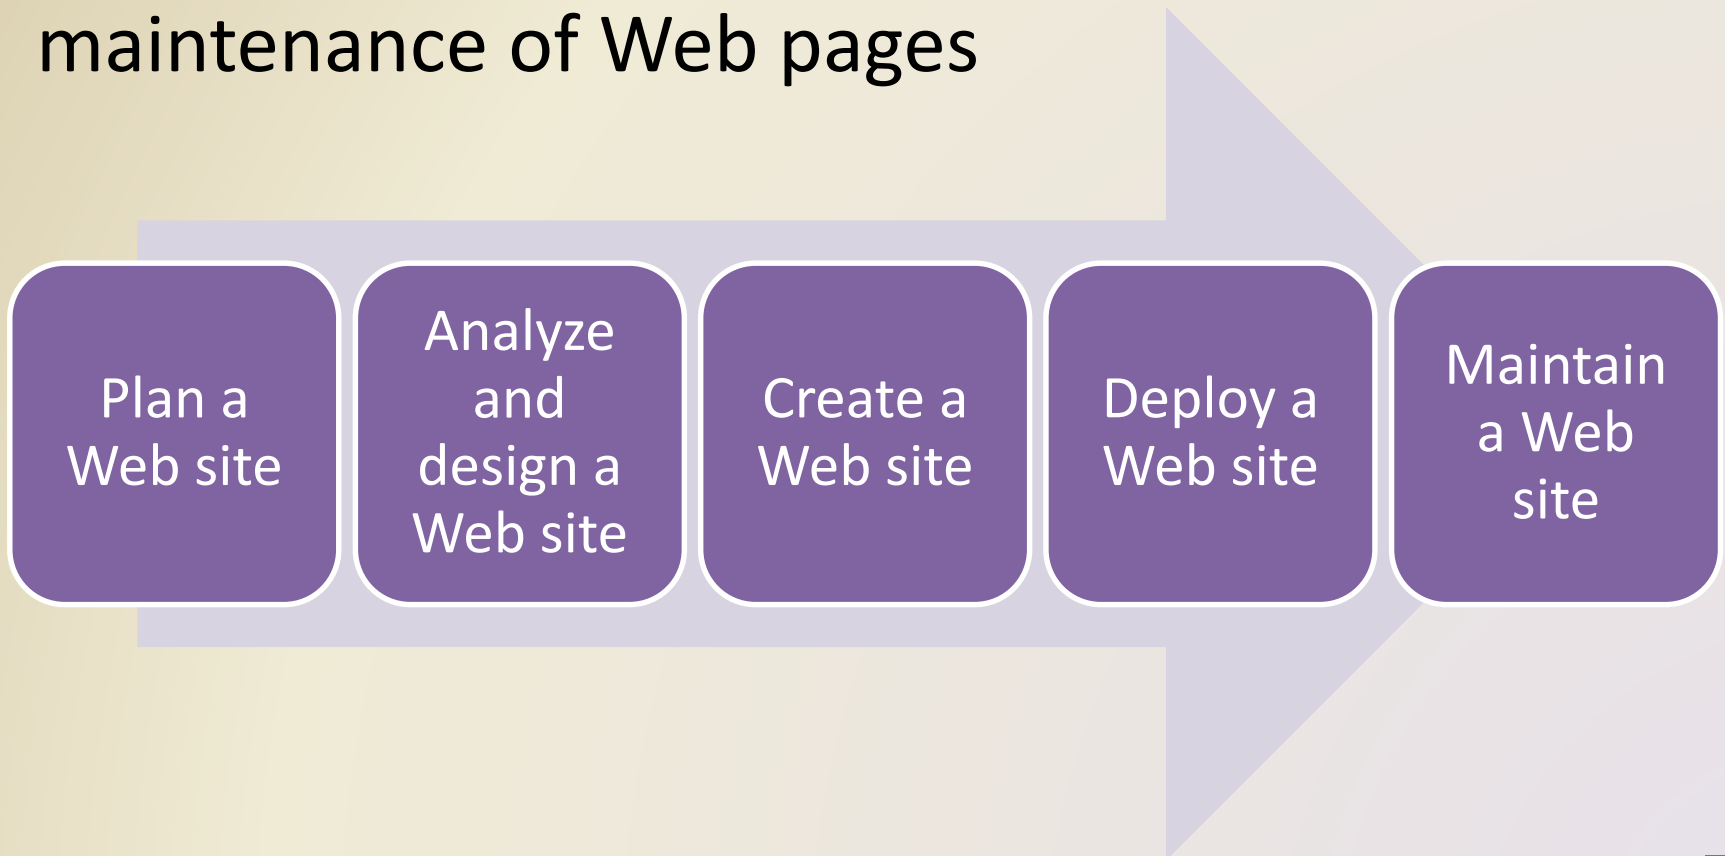 maintenance of Web pages
Plan a
Web site
Analyze
and
design a
Web site
Create a
Web site
Deploy a
Web site
Maintain
a Web
site